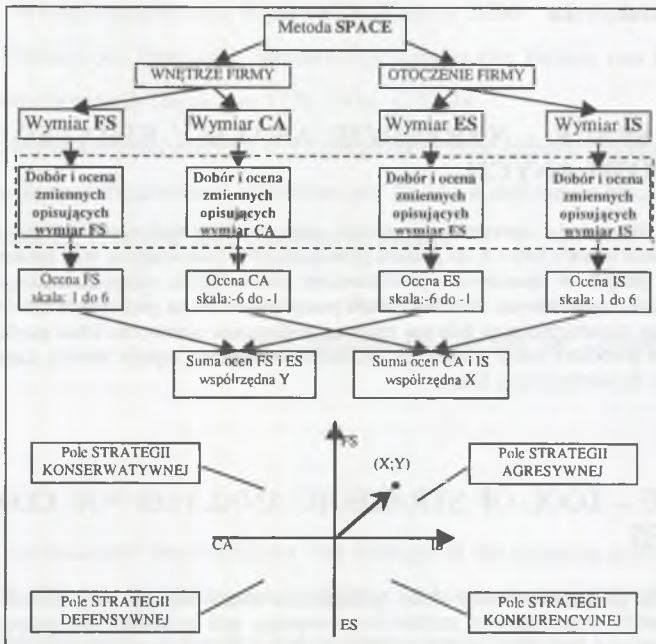 Metoda SPACE
WNĘTRZE FIRMY
OTOCZENIE FIRMY
Wymiar FS
Wymiar CA
Wymiar ES
Wymiar IS
Dobór i ocena
zmiennych
opisujących
wymiar FS
Dobór i ocena
zmiennych
opisujących
wymiar CA
Dobór i ocena
zmiennych
opisujących
wymiar FS
Dobór i ocena
zmiennych
opisujących
wymiar IS
Ocena FS
skala: 1 do 6
Ocena CA
skala:-6 do -1
Ocena ES
skala:-6 do -1
Ocena IS
skala: 1 do 6
Suma ocen FS i ES
współrzędna Y
Suma ocen CA i IS
współrzędna X
Pole STRATEGII
KONSERWATYWNEJ
FS
(X;Y)
Pole STRATEGII
AGRESYWNEJ
CA
IS
Pole STRATEGII
DEFENSYWNEJ
ES
Pole STRATEGII
KONKURENCYJNEJ